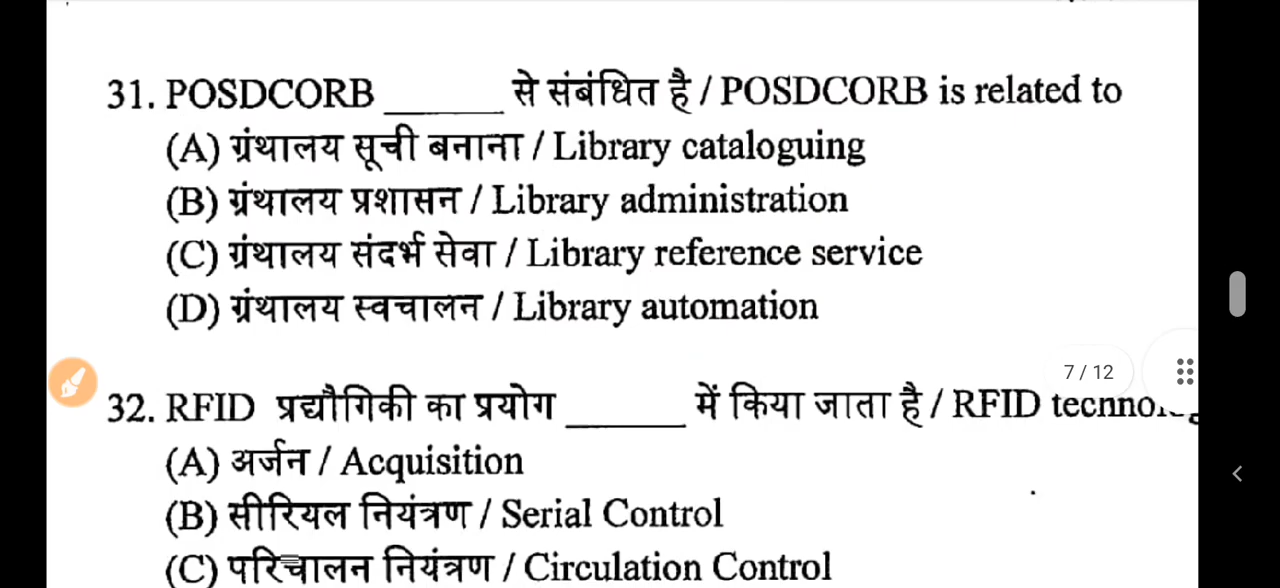 31. POSDCORB ______ से संबंधित है / POSDCORB is related to
(A) ग्रंथालय सूची बनाना / Library cataloguing
(B) ग्रंथालय प्रशासन / Library administration
(C) ग्रंथालय संदर्भ सेवा / Library reference service
(D) ग्रंथालय स्वचालन / Library automation
7 / 12
32. RFID प्रद्यौगिकी का प्रयोग ______ में किया जाता है / RFID
(A) अर्जन / Acquisition
(B) सीरियल नियंत्रण / Serial Control
(C) परिचालन नियंत्रण / Circulation Control